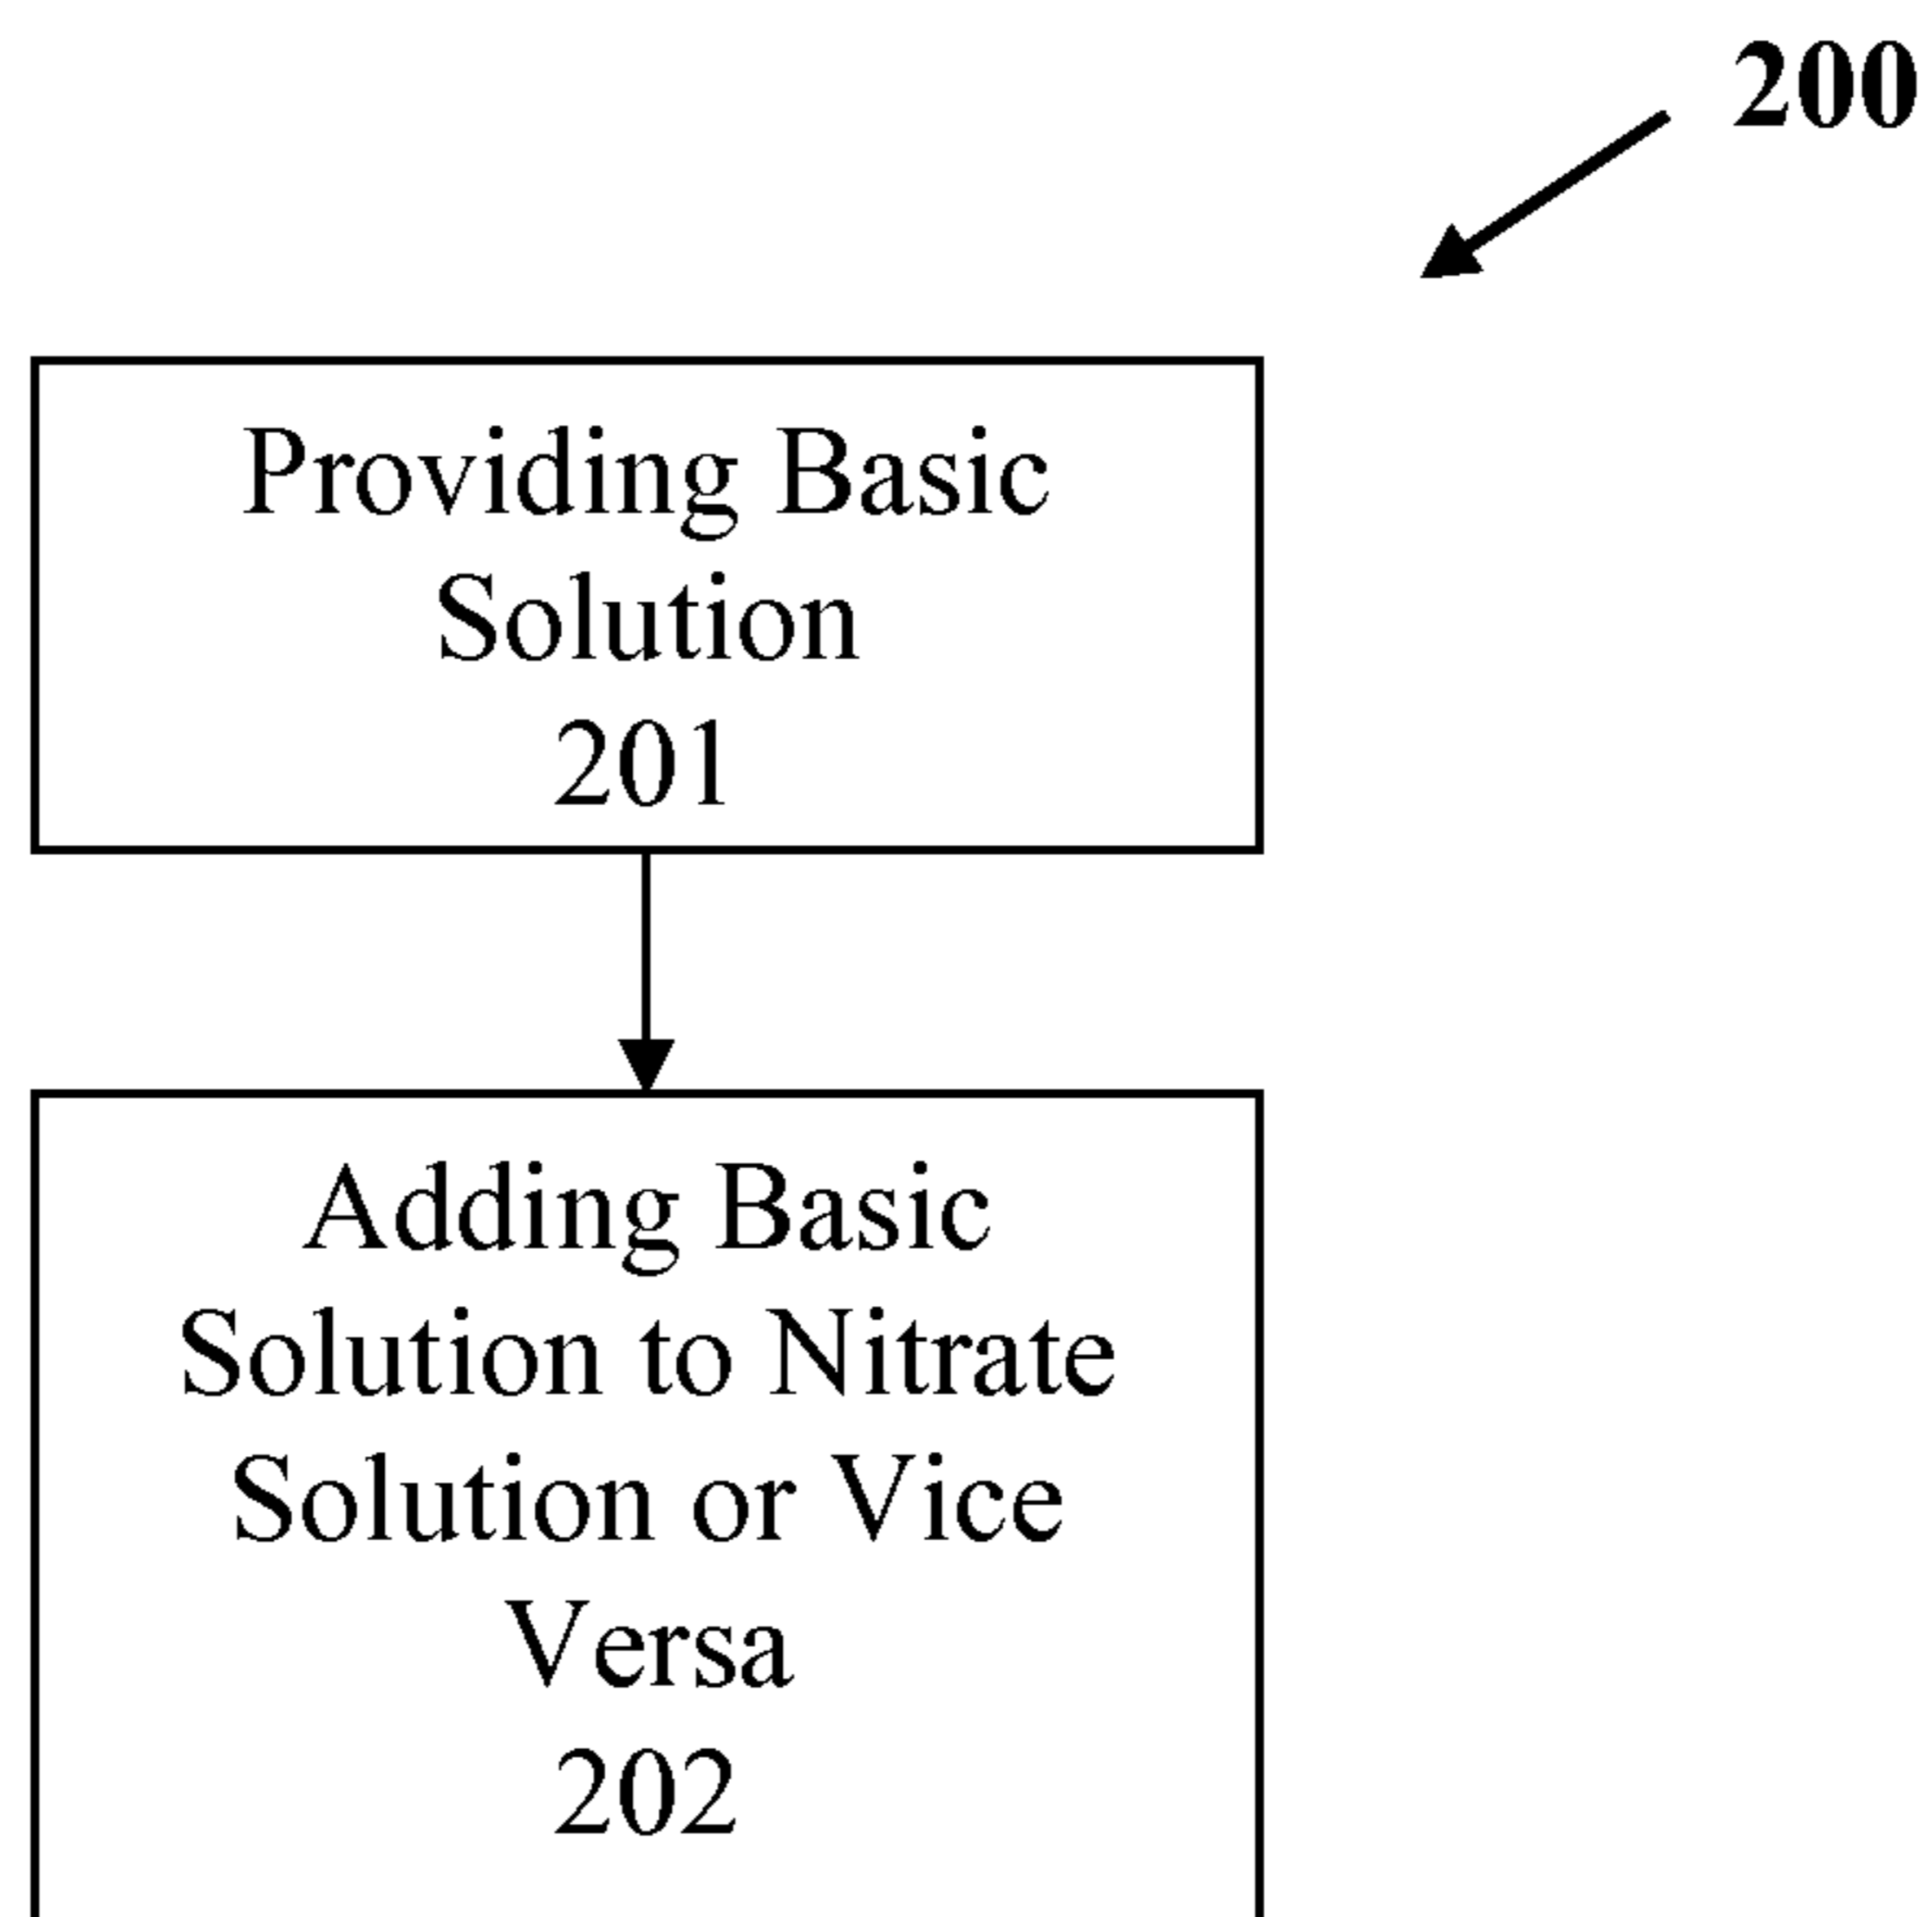 200
Providing Basic
Solution
201
Adding Basic
Solution to Nitrate
Solution or Vice
Versa
202